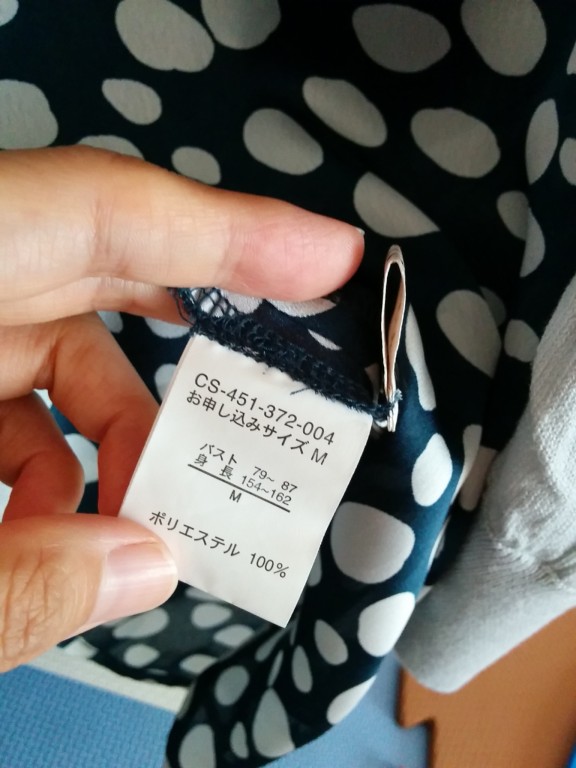 CS-451-372-004
お申し込みサイズ M
バスト 79~ 87
身 長 154~162
M
ポリエステル 100%